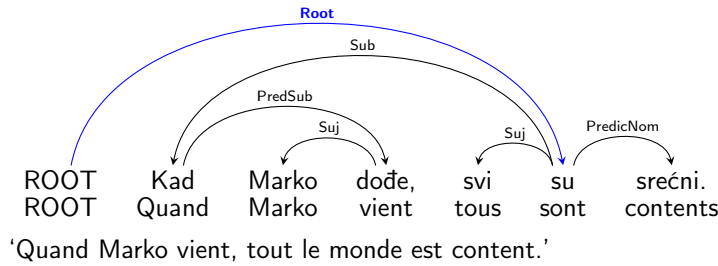 Root
Sub
PredSub
Suj
Suj
PredicNom
ROOT Kad Marko dođe, svi su srećni.
ROOT Quand Marko vient tous sont contents
‘Quand Marko vient, tout le monde est content.’